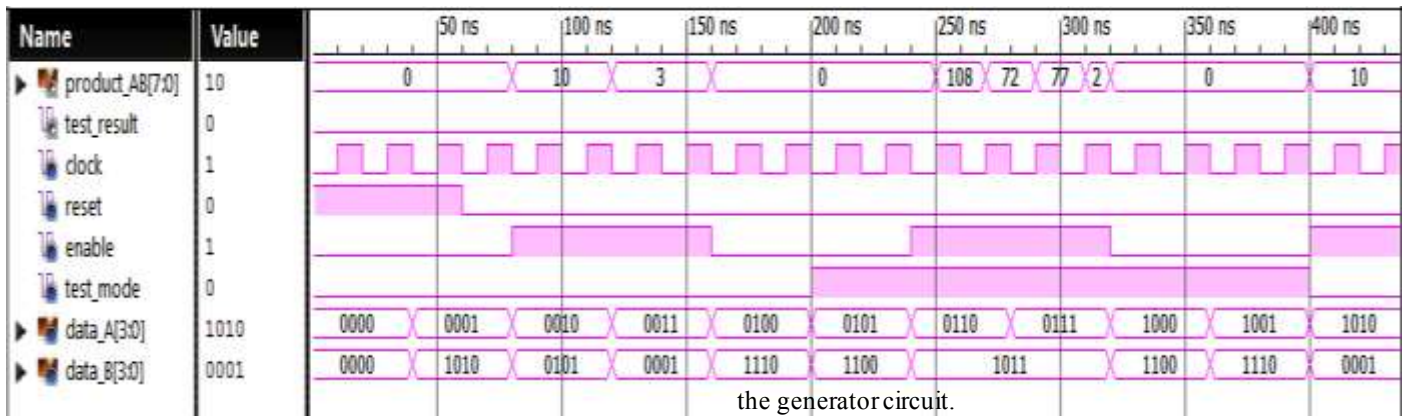 Name Value 50 ns 100 ns 150 ns 200 ns 250 ns 300 ns 350 ns 400 ns
product_AB[7:0] 10 0 10 3 0 108 72 77 2 0 10
test_result 0
clock 1
reset 0
enable 1
test_mode 0
data_A[3:0] 1010 0000 0001 0010 0011 0100 0101 0110 0111 1000 1001 1010
data_B[3:0] 0001 0000 1010 0101 0001 1110 1100 1011 1100 1110 0001
the generator circuit.